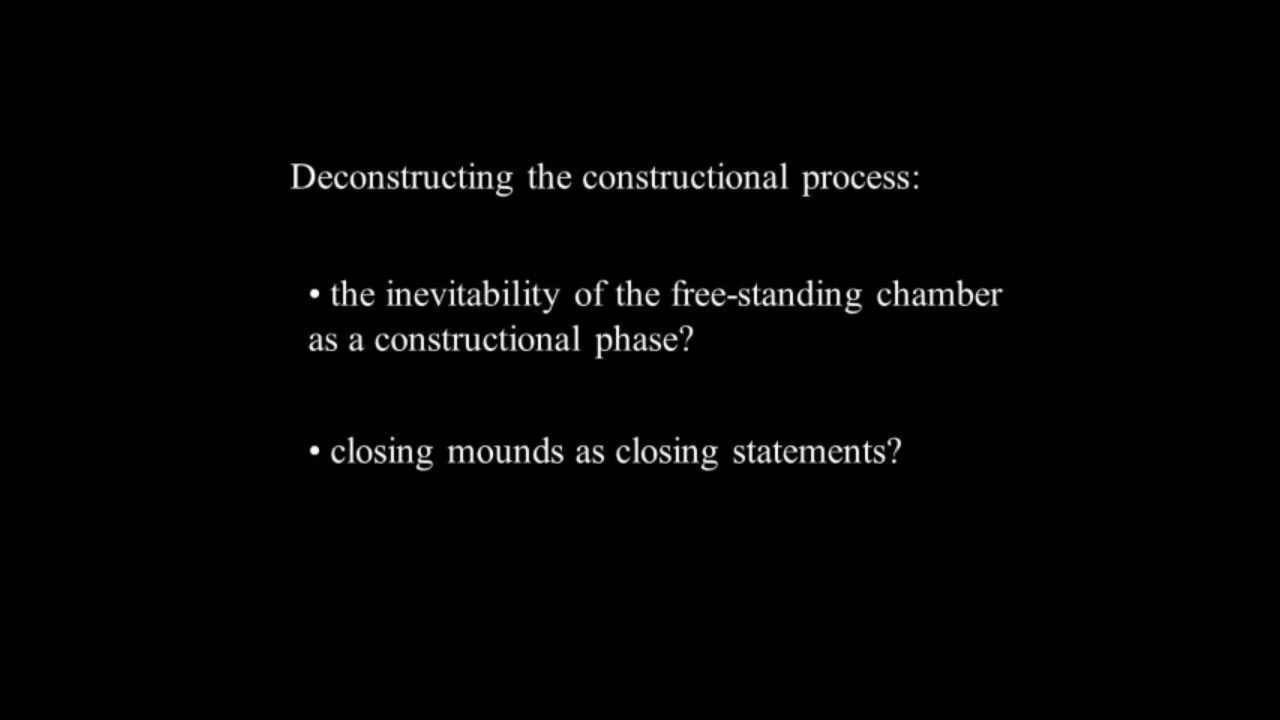 Deconstructing the constructional process:
• the inevitability of the free-standing chamber
as a constructional phase?
• closing mounds as closing statements?